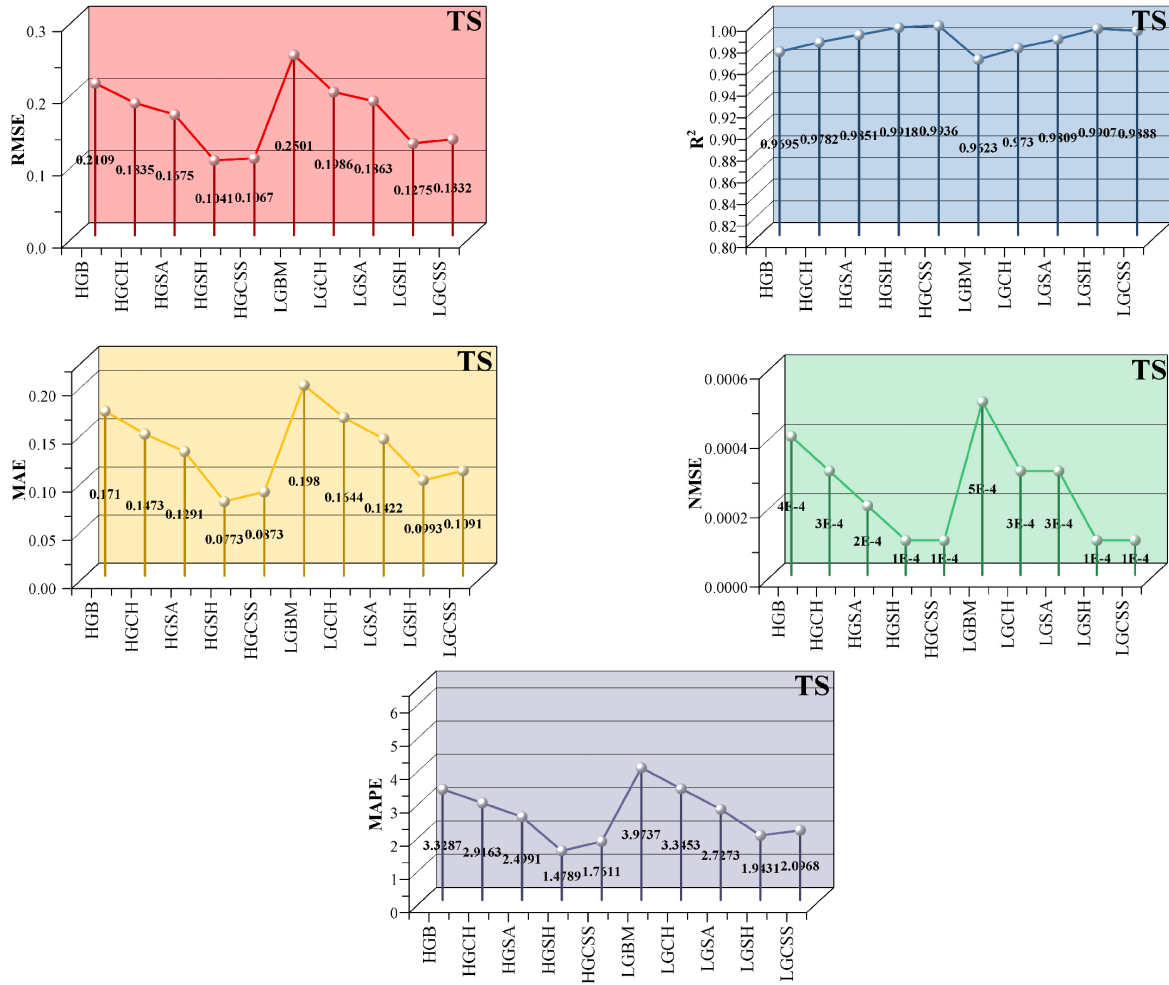 TS
RMSE
0.3
0.2
0.1
0.0
0.2109
0.1835
0.1675
0.1041
0.1067
0.2501
0.1986
0.1863
0.1275
0.1332
HGB
HGCH
HGSA
HGSH
HGCSS
LGBM
LGCH
LGSA
LGSH
LGCSS
TS
R²
1.00
0.98
0.96
0.94
0.92
0.90
0.88
0.86
0.84
0.82
0.80
0.9695
0.9782
0.9851
0.9918
0.9936
0.9623
0.973
0.9809
0.9907
0.9888
HGB
HGCH
HGSA
HGSH
HGCSS
LGBM
LGCH
LGSA
LGSH
LGCSS
TS
MAE
0.20
0.15
0.10
0.05
0.00
0.171
0.1473
0.1291
0.0773
0.0873
0.198
0.1644
0.1422
0.0993
0.1091
HGB
HGCH
HGSA
HGSH
HGCSS
LGBM
LGCH
LGSA
LGSH
LGCSS
TS
NMSE
0.0006
0.0004
0.0002
0.0000
4E-4
3E-4
2E-4
1E-4
1E-4
5E-4
3E-4
3E-4
1E-4
1E-4
HGB
HGCH
HGSA
HGSH
HGCSS
LGBM
LGCH
LGSA
LGSH
LGCSS
TS
MAPE
6
5
4
3
2
1
0
3.3287
2.9163
2.4991
1.4789
1.7611
3.9737
3.3453
2.7273
1.9431
2.0968
HGB
HGCH
HGSA
HGSH
HGCSS
LGBM
LGCH
LGSA
LGSH
LGCSS